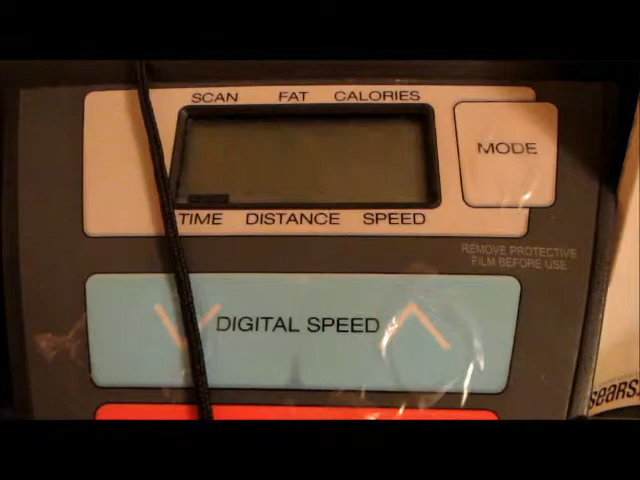 SCAN FAT CALORIES
MODE
TIME DISTANCE SPEED
REMOVE PROTECTIVE
FILM BEFORE USE
DIGITAL SPEED
sears.